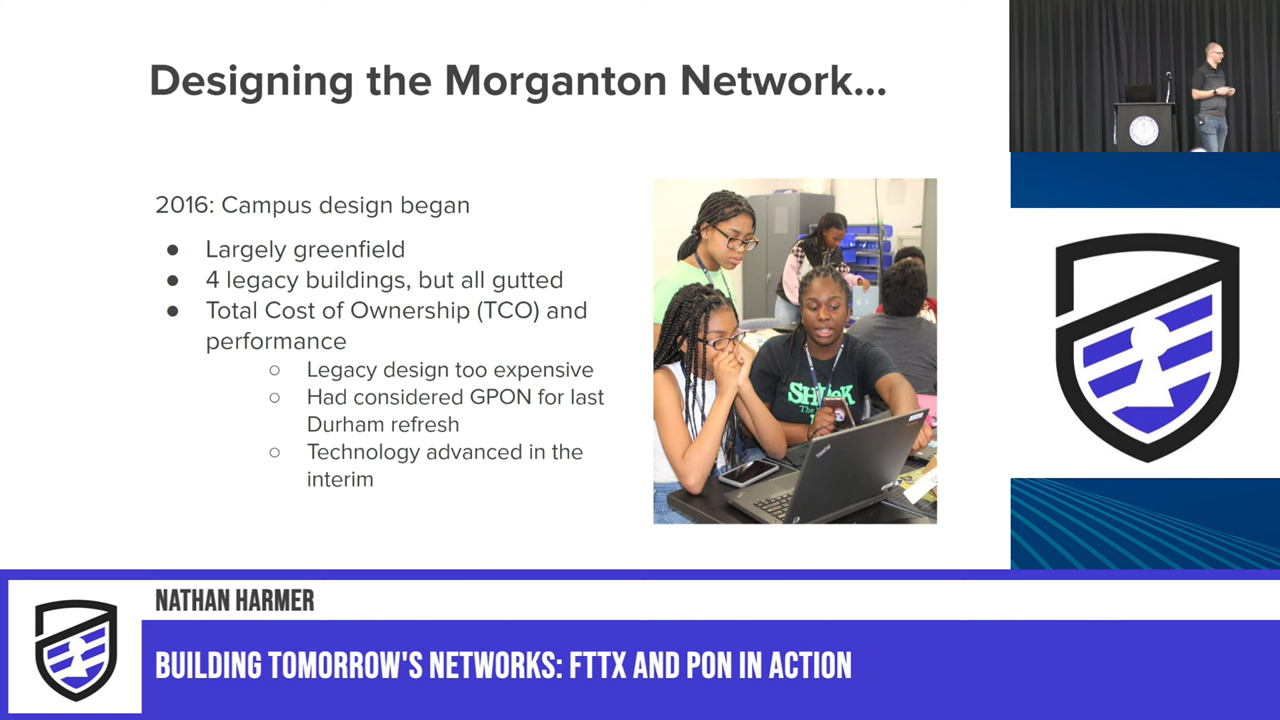 Designing the Morganton Network...
2016: Campus design began
● Largely greenfield
● 4 legacy buildings, but all gutted
● Total Cost of Ownership (TCO) and
performance
○ Legacy design too expensive
○ Had considered GPON for last
Durham refresh
○ Technology advanced in the
interim
ThinkPad
NATHAN HARMER
BUILDING TOMORROW'S NETWORKS: FTTX AND PON IN ACTION